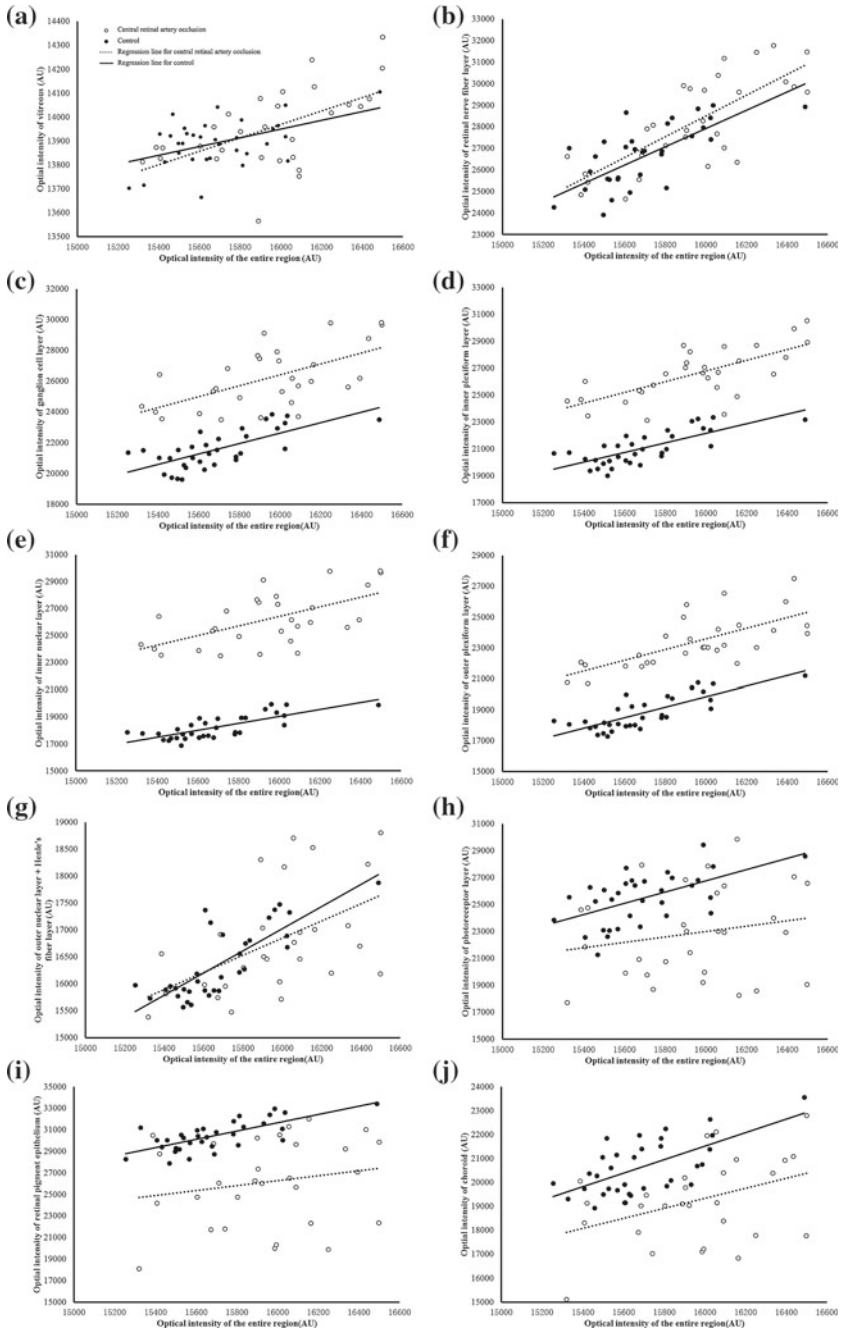 (a)
Optial intensity of vitreous (AU)
14400
14300
14200
14100
14000
13900
13800
13700
13600
13500
Central retinal artery occlusion
Control
Regression line for central retinal artery occlusion
Regression line for control
15000 15200 15400 15600 15800 16000 16200 16400 16600
Optical intensity of the entire region(AU)
(b)
Optial intensity of retinal nerve fiber layer (AU)
33000
32000
31000
30000
29000
28000
27000
26000
25000
24000
23000
15000 15200 15400 15600 15800 16000 16200 16400 16600
Optical intensity of the entire region(AU)
(c)
Optial intensity of ganglion cell layer (AU)
32000
30000
28000
26000
24000
22000
20000
18000
15000 15200 15400 15600 15800 16000 16200 16400 16600
Optical intensity of the entire region(AU)
(d)
Optial intensity of inner plexiform layer (AU)
33000
31000
29000
27000
25000
23000
21000
19000
17000
15000 15200 15400 15600 15800 16000 16200 16400 16600
Optical intensity of the entire region(AU)
(e)
Optial intensity of inner nuclear layer (AU)
31000
29000
27000
25000
23000
21000
19000
17000
15000
15000 15200 15400 15600 15800 16000 16200 16400 16600
Optical intensity of the entire region(AU)
(f)
Optial intensity of outer plexiform layer (AU)
29000
27000
25000
23000
21000
19000
17000
15000
15000 15200 15400 15600 15800 16000 16200 16400 16600
Optical intensity of the entire region(AU)
(g)
Optial intensity of outer nuclear layer + Henle's
fiber layer (AU)
19000
18000
17000
16000
15000
15000 15200 15400 15600 15800 16000 16200 16400 16600
Optical intensity of the entire region(AU)
(h)
Optial intensity of photoreceptor layer (AU)
31000
29000
27000
25000
23000
21000
19000
17000
15000
15000 15200 15400 15600 15800 16000 16200 16400 16600
Optical intensity of the entire region(AU)
(i)
Optial intensity of retinal pigment epithelium (AU)
35000
33000
31000
29000
27000
25000
23000
21000
19000
17000
15000
15000 15200 15400 15600 15800 16000 16200 16400 16600
Optical intensity of the entire region(AU)
(j)
Optial intensity of choroid (AU)
24000
23000
22000
21000
20000
19000
18000
17000
16000
15000
15000 15200 15400 15600 15800 16000 16200 16400 16600
Optical intensity of the entire region(AU)